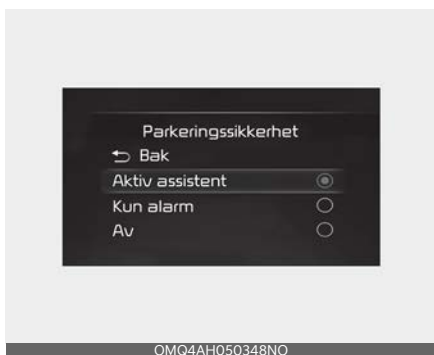 Parkeringssikkerhet
Bak
Aktiv assistent
Kun alarm
Av
OMQ4AH050348NO